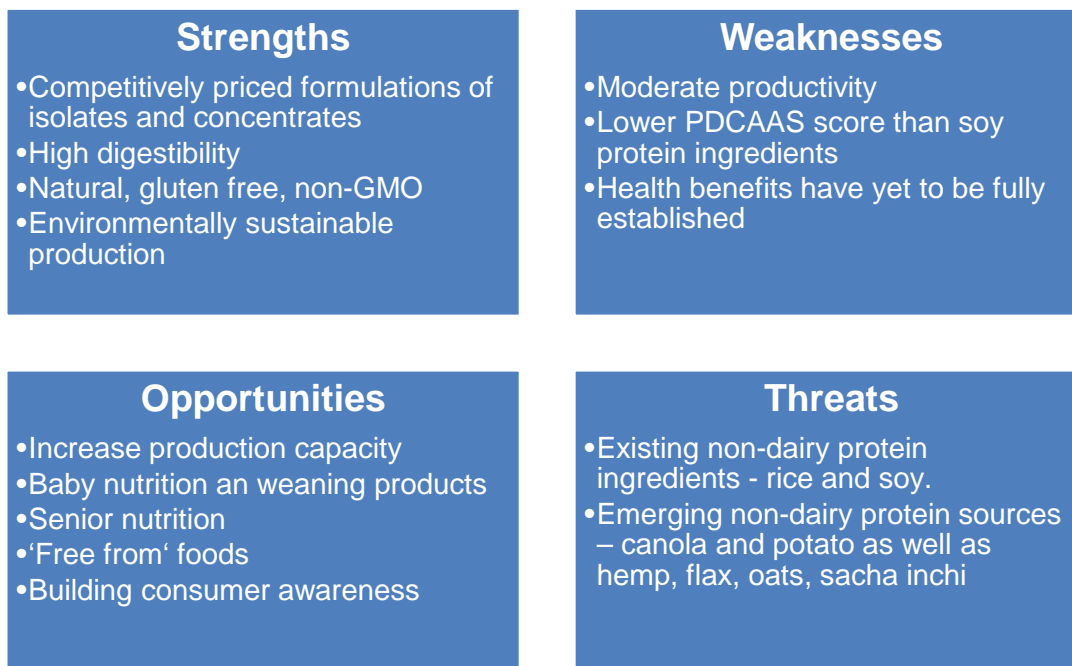 Strengths
•Competitively priced formulations of
isolates and concentrates
•High digestibility
•Natural, gluten free, non-GMO
•Environmentally sustainable
production
Weaknesses
•Moderate productivity
•Lower PDCAAS score than soy
protein ingredients
•Health benefits have yet to be fully
established
Opportunities
•Increase production capacity
•Baby nutrition an weaning products
•Senior nutrition
•‘Free from‘ foods
•Building consumer awareness
Threats
•Existing non-dairy protein
ingredients - rice and soy.
•Emerging non-dairy protein sources
– canola and potato as well as
hemp, flax, oats, sacha inchi